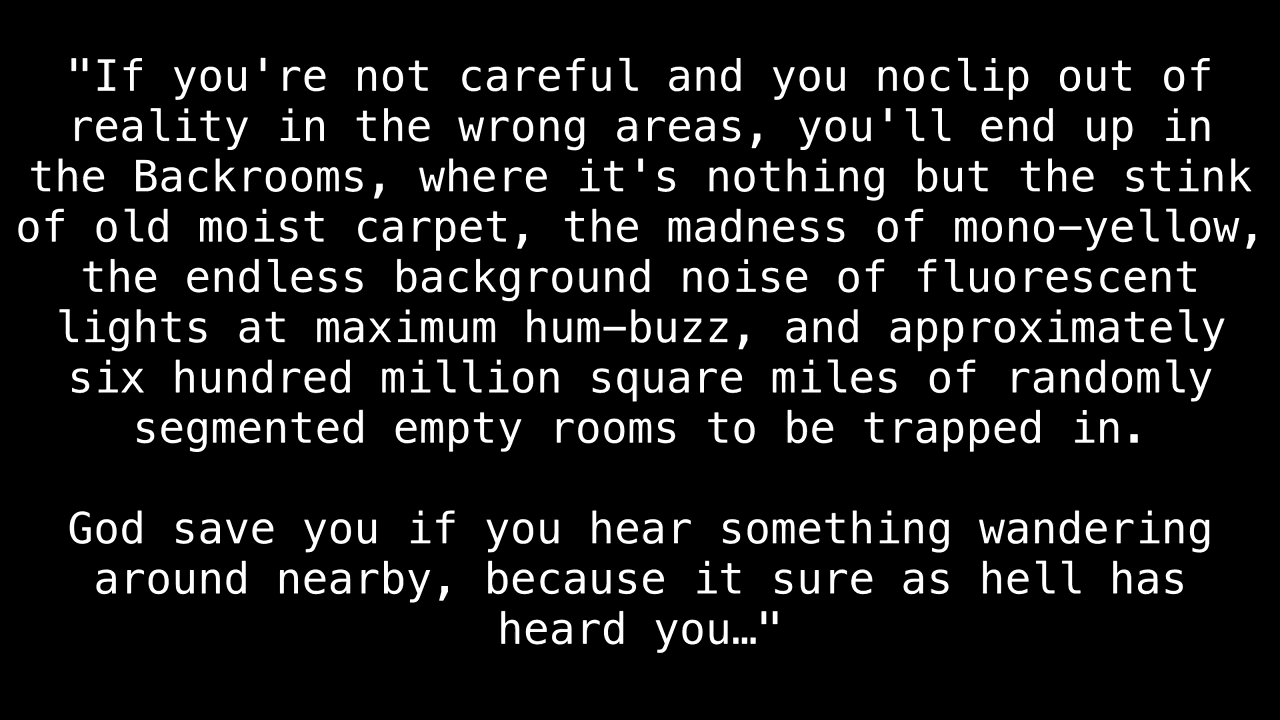 "If you're not careful and you noclip out of
reality in the wrong areas, you'll end up in
the Backrooms, where it's nothing but the stink
of old moist carpet, the madness of mono-yellow,
the endless background noise of fluorescent
lights at maximum hum-buzz, and approximately
six hundred million square miles of randomly
segmented empty rooms to be trapped in.
God save you if you hear something wandering
around nearby, because it sure as hell has
heard you…"